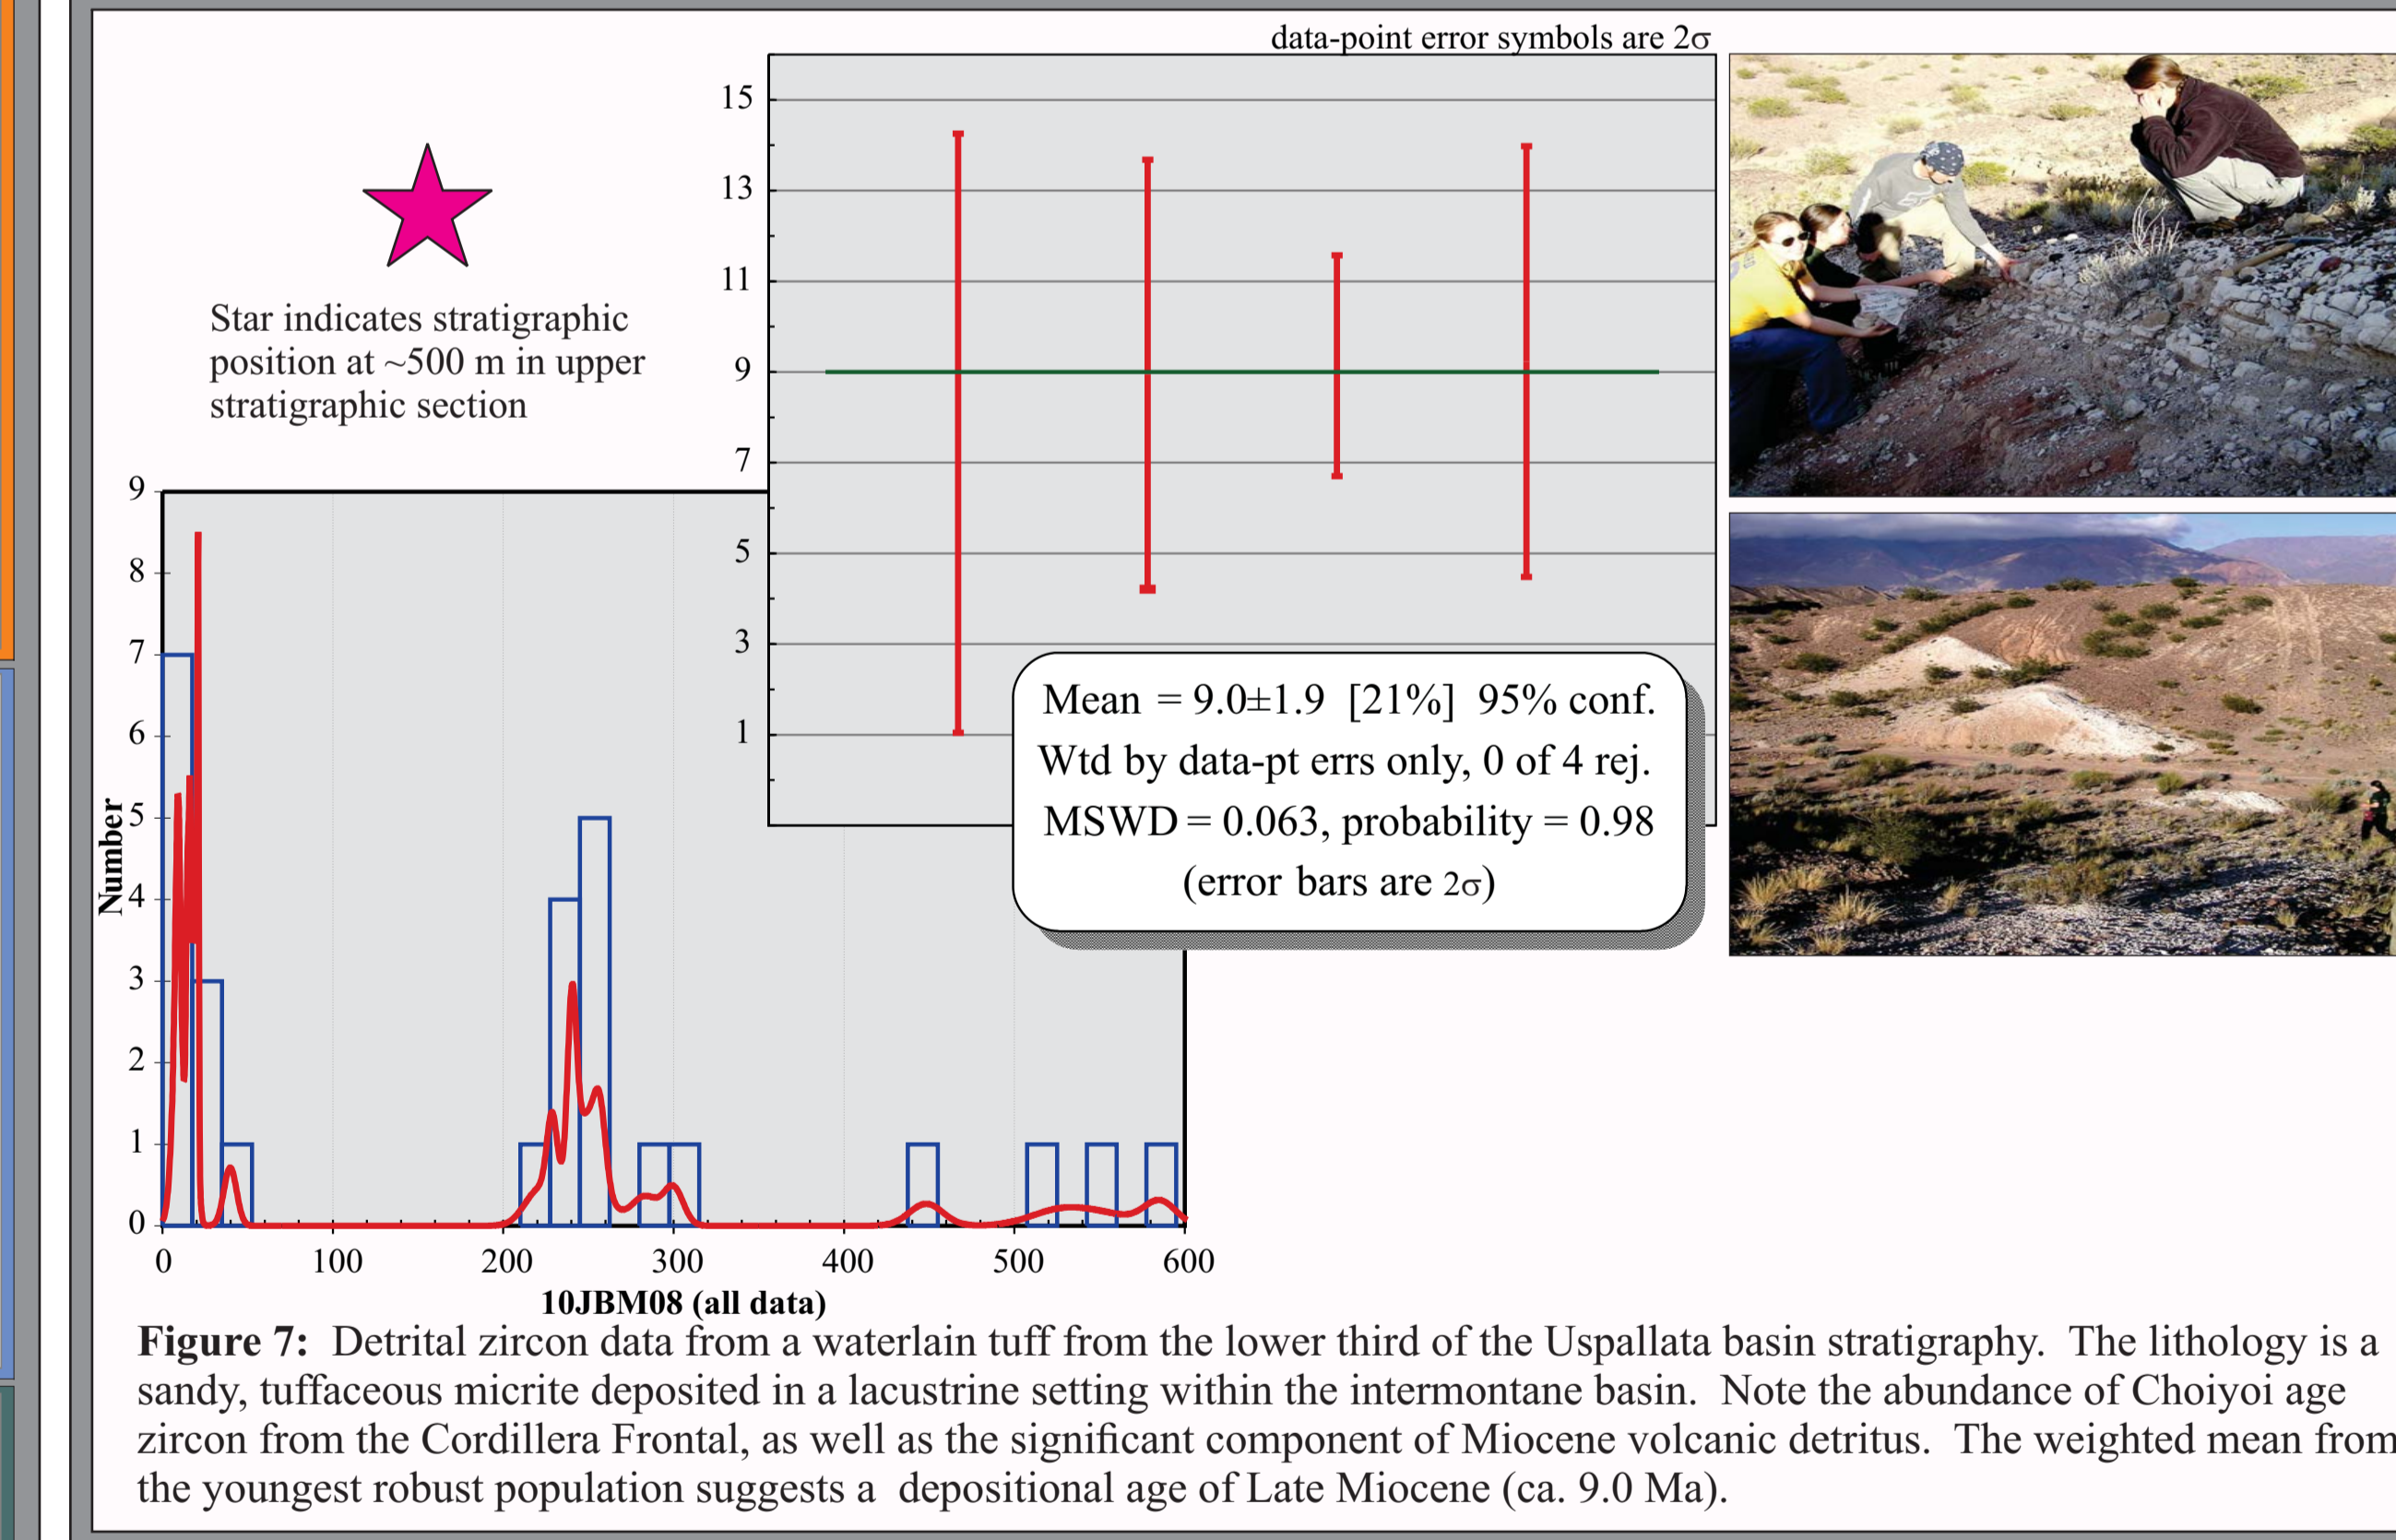 data-point error symbols are 2σ
15
13
11
9
7
5
3
1
Star indicates stratigraphic
position at ~500 m in upper
stratigraphic section
Mean = 9.0±1.9 [21%] 95% conf.
Wtd by data-pt errs only, 0 of 4 rej.
MSWD = 0.063, probability = 0.98
(error bars are 2σ)
9
8
7
6
5
4
3
2
1
0
Number
0 100 200 300 400 500 600
10JBM08 (all data)
Figure 7: Detrital zircon data from a waterlain tuff from the lower third of the Uspallata basin stratigraphy. The lithology is a
sandy, tuffaceous micrite deposited in a lacustrine setting within the intermontane basin. Note the abundance of Choiyoi age
zircon from the Cordillera Frontal, as well as the significant component of Miocene volcanic detritus. The weighted mean from
the youngest robust population suggests a depositional age of Late Miocene (ca. 9.0 Ma).